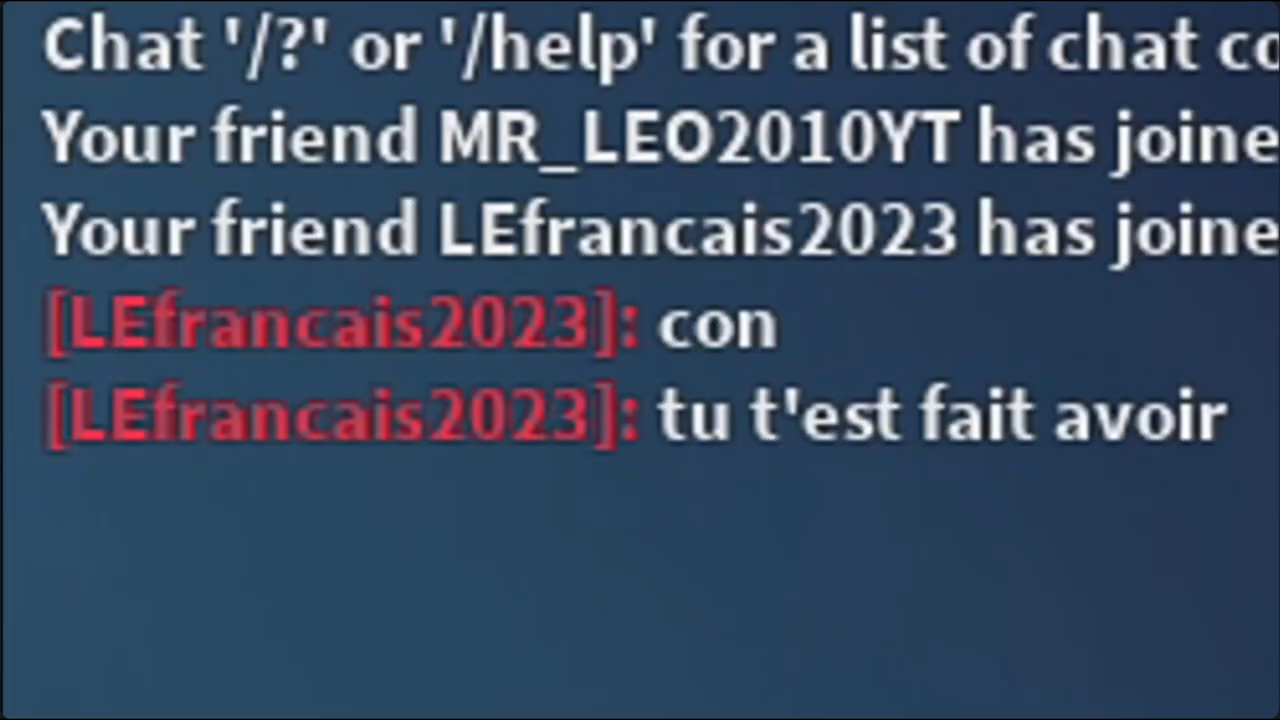 Chat '/?' or '/help' for a list of chat
Your friend MR_LEO2010YT has joine
Your friend LEfrancais2023 has joine
[LEfrancais2023]: con
[LEfrancais2023]: tu t'est fait avoir